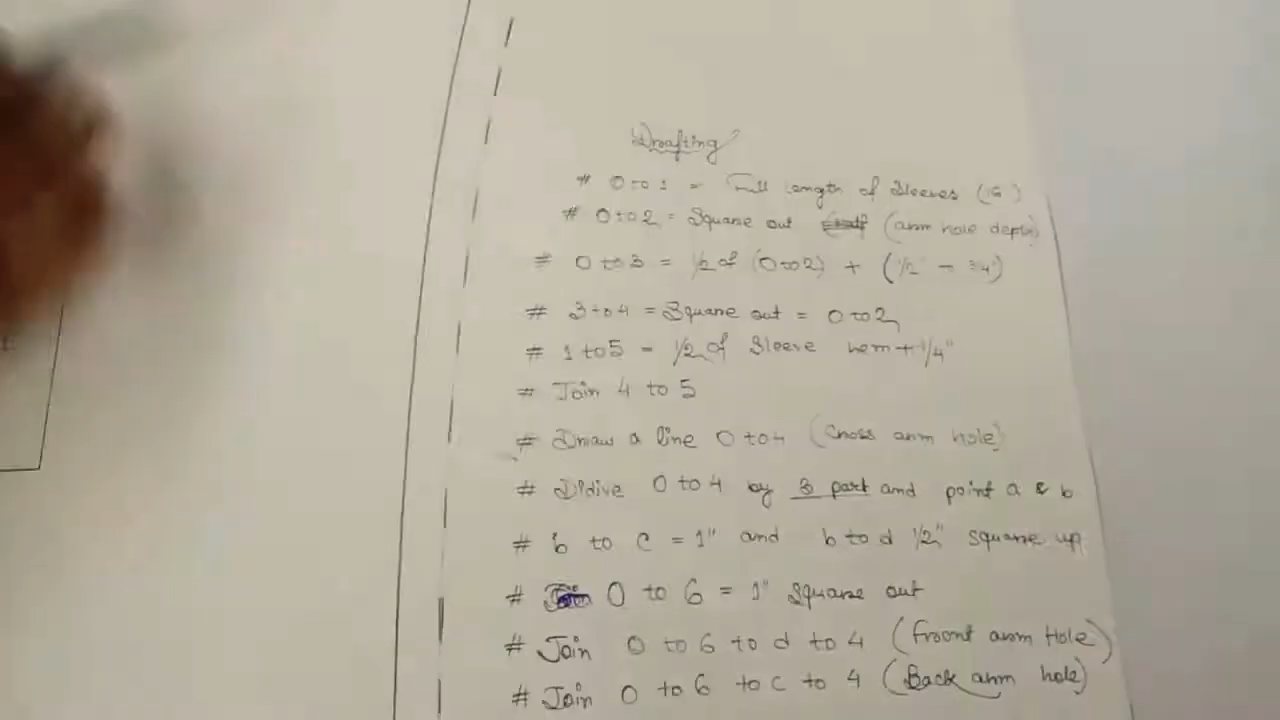 Drafting
# 0 to 1 = Full Length of Sleeves (16")
# 0 to 2 = Square out (arm hole depth)
# 0 to 3 = 1/2 of (0 to 2) + (1/2" - 3/4")
# 3 to 4 = Square out = 0 to 2
# 1 to 5 = 1/2 of Sleeve hem + 1/4"
# Join 4 to 5
# Draw a line 0 to 4 (Cross arm hole)
# Didive 0 to 4 by 3 part and point a & b
# b to c = 1" and b to d 1/2" square up
# 0 to 6 = 1" Square out
# Join 0 to 6 to d to 4 (Froont arm Hole)
# Join 0 to 6 to c to 4 (Back arm hole)